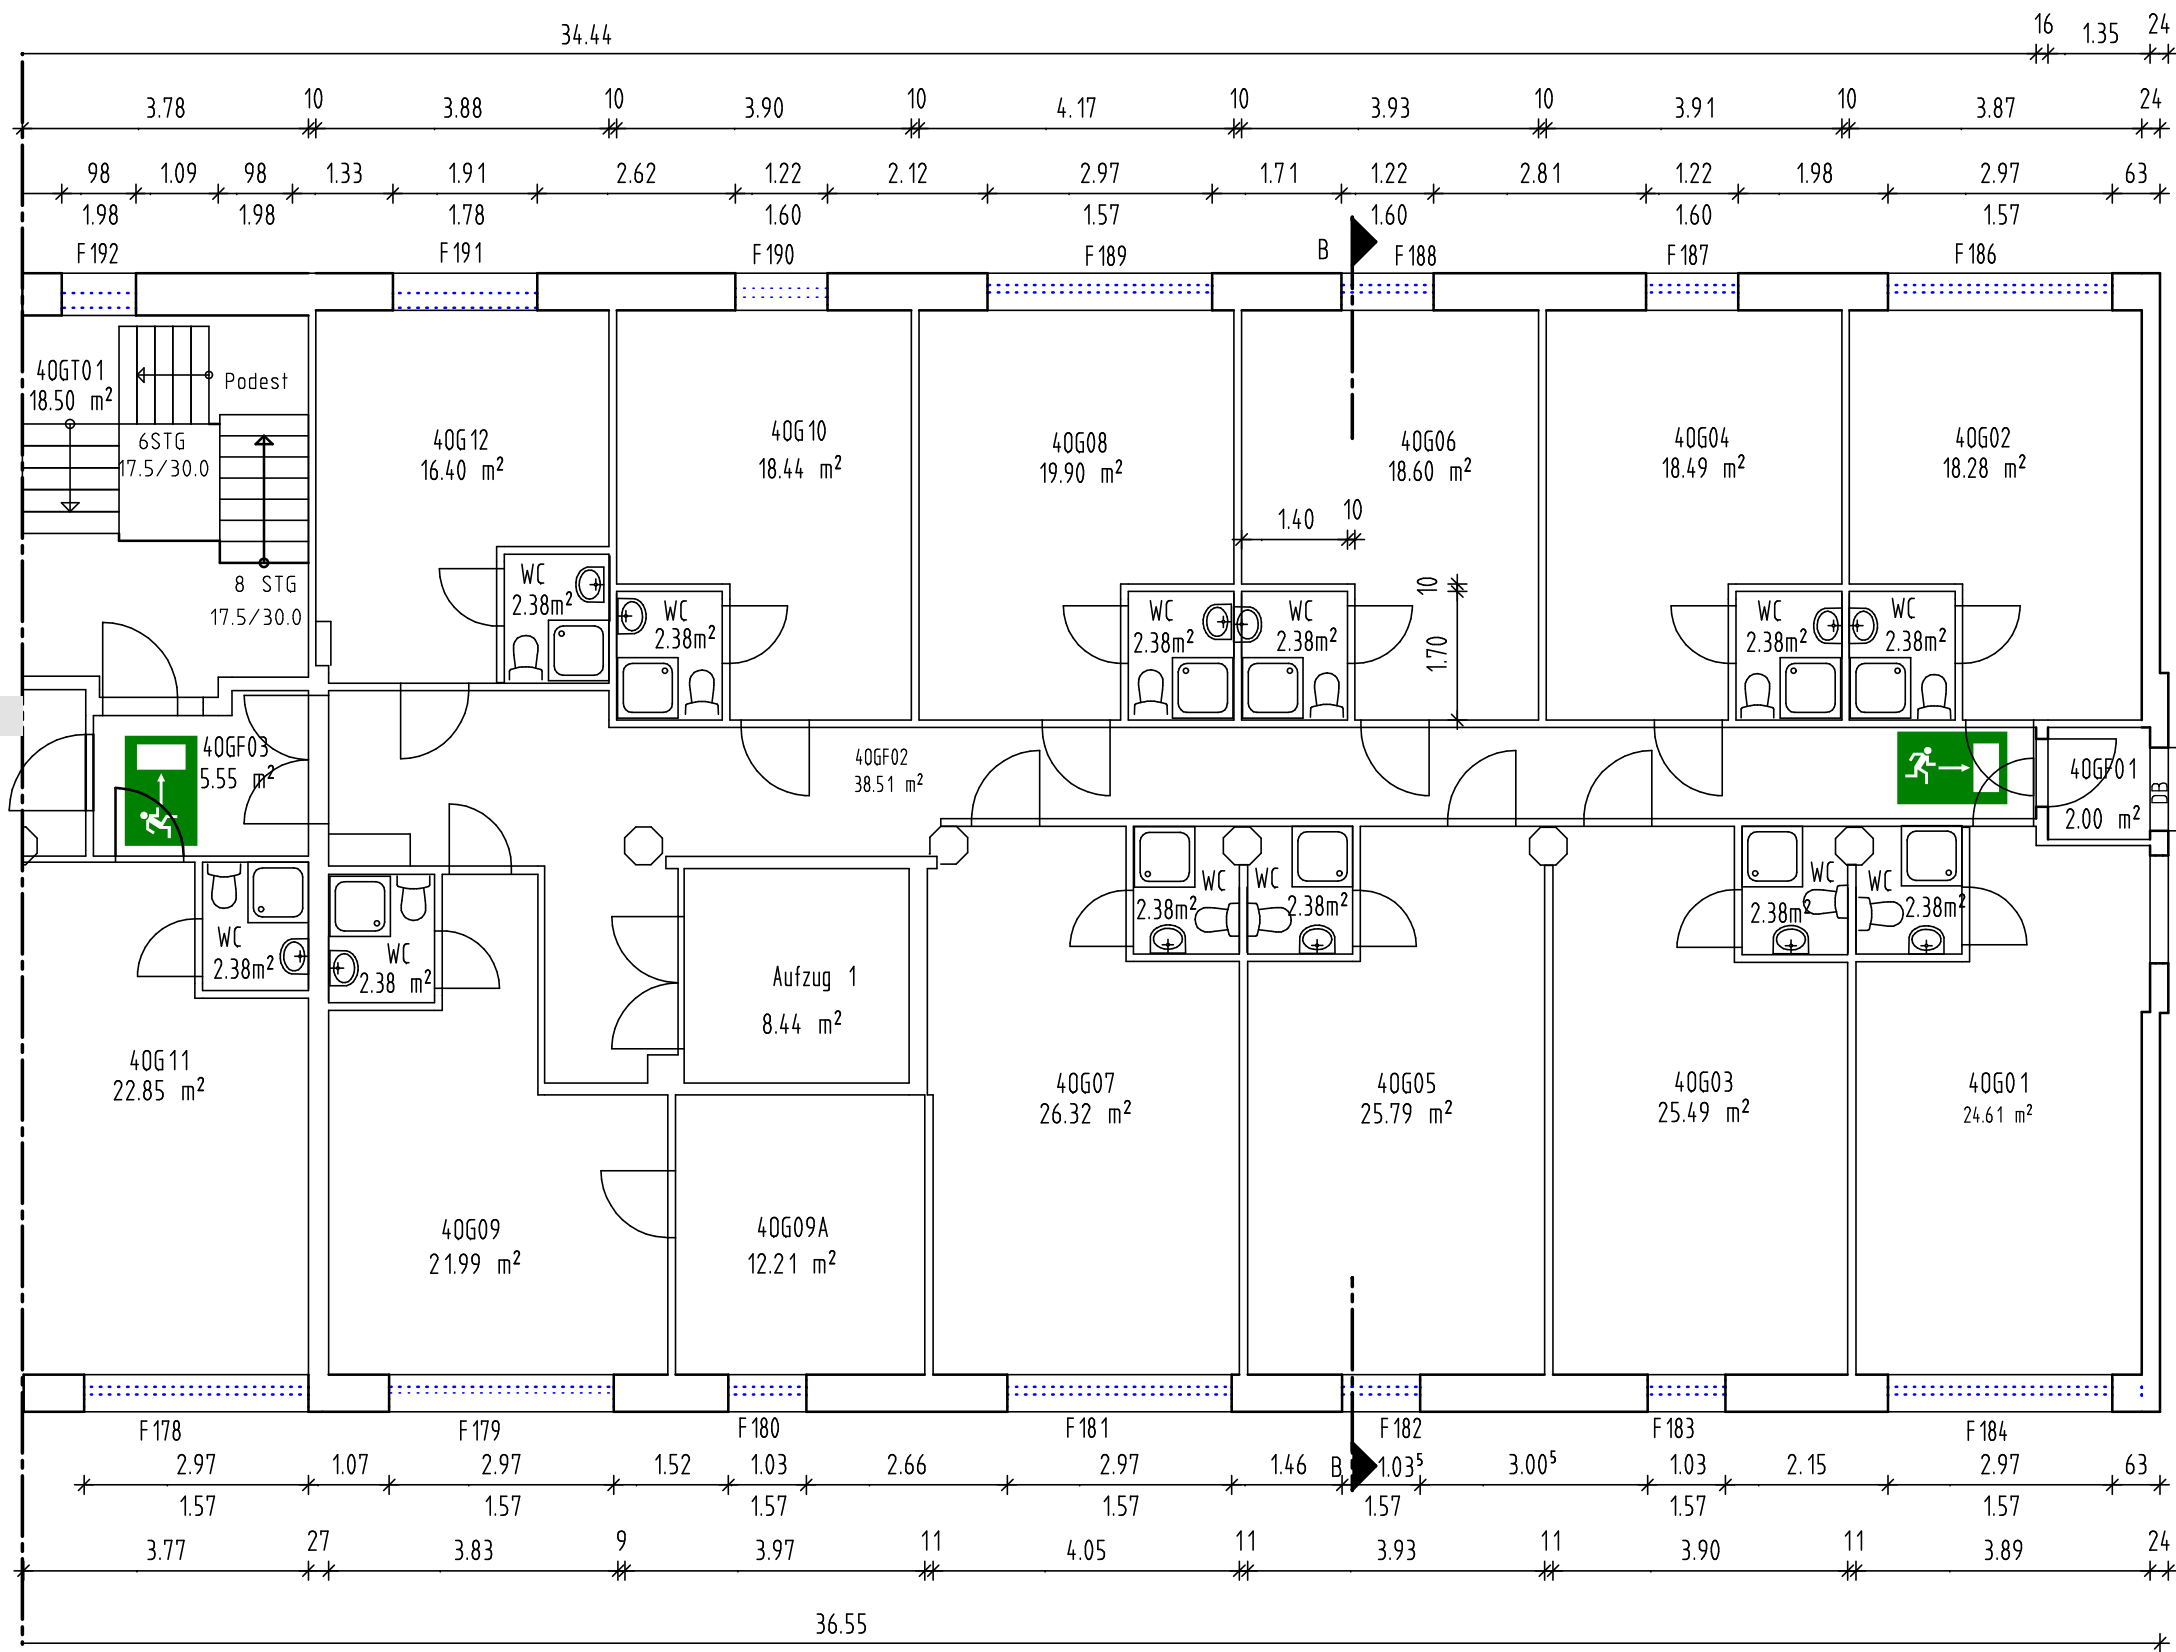 34.44 16 1.35 24
3.78 10 3.88 10 3.90 10 4.17 10 3.93 10 3.91 10 3.87 24
98 1.09 98 1.33 1.91 2.62 1.22 2.12 2.97 1.71 1.22 2.81 1.22 1.98 2.97 63
1.98 1.98 1.78 1.60 1.57 1.60 1.60 1.57
F192 F191 F190 F189 B F188 F187 F186
40GT01
18.50 m²
Podest
6STG
17.5/30.0
8 STG
17.5/30.0
40G12
16.40 m²
40G10
18.44 m²
40G08
19.90 m²
40G06
18.60 m²
40G04
18.49 m²
40G02
18.28 m²
1.40 10
10
1.70
WC
2.38m²
WC
2.38m²
WC
2.38m²
WC
2.38m²
WC
2.38m²
WC
2.38m²
40GF03
5.55 m²
40GF02
38.51 m²
40GF01
2.00 m²
DB
WC
2.38m²
WC
2.38 m²
WC
2.38m²
WC
2.38m²
WC
2.38m²
WC
2.38m²
Aufzug 1
8.44 m²
40G11
22.85 m²
40G09
21.99 m²
40G09A
12.21 m²
40G07
26.32 m²
40G05
25.79 m²
40G03
25.49 m²
40G01
24.61 m²
F178 F179 F180 F181 F182 F183 F184
2.97 1.07 2.97 1.52 1.03 2.66 2.97 1.46 B 1.03⁵ 3.00⁵ 1.03 2.15 2.97 63
1.57 1.57 1.57 1.57 1.57 1.57 1.57
3.77 27 3.83 9 3.97 11 4.05 11 3.93 11 3.90 11 3.89 24
36.55